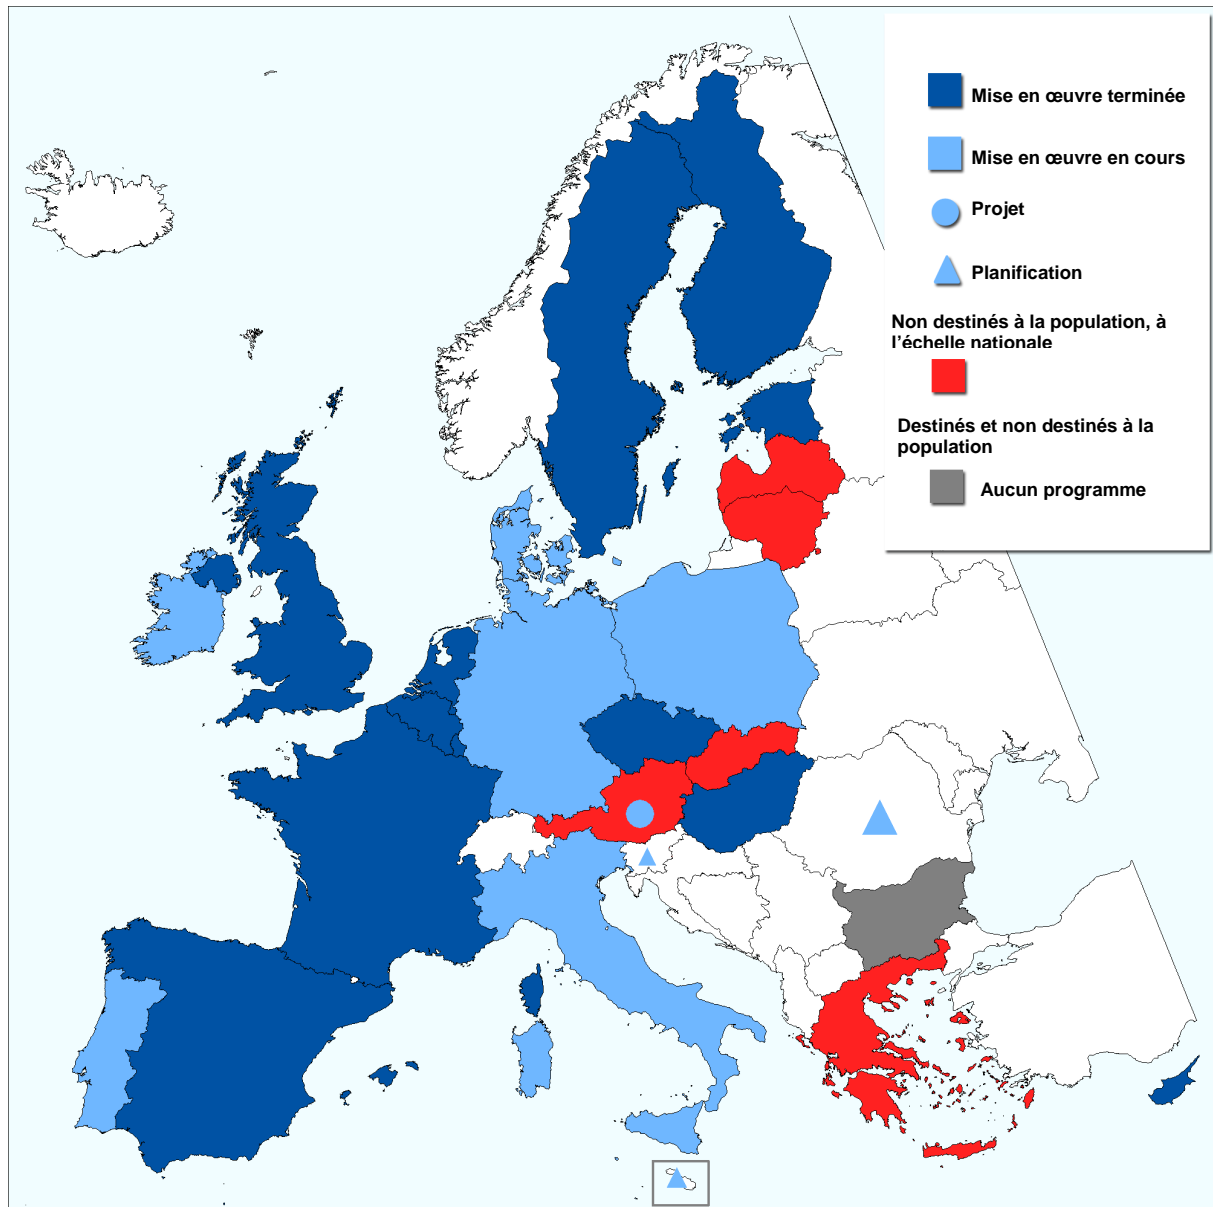 Mise en œuvre terminée
Mise en œuvre en cours
Projet
Planification
Non destinés à la population, à
l'échelle nationale
Destinés et non destinés à la
population
Aucun programme